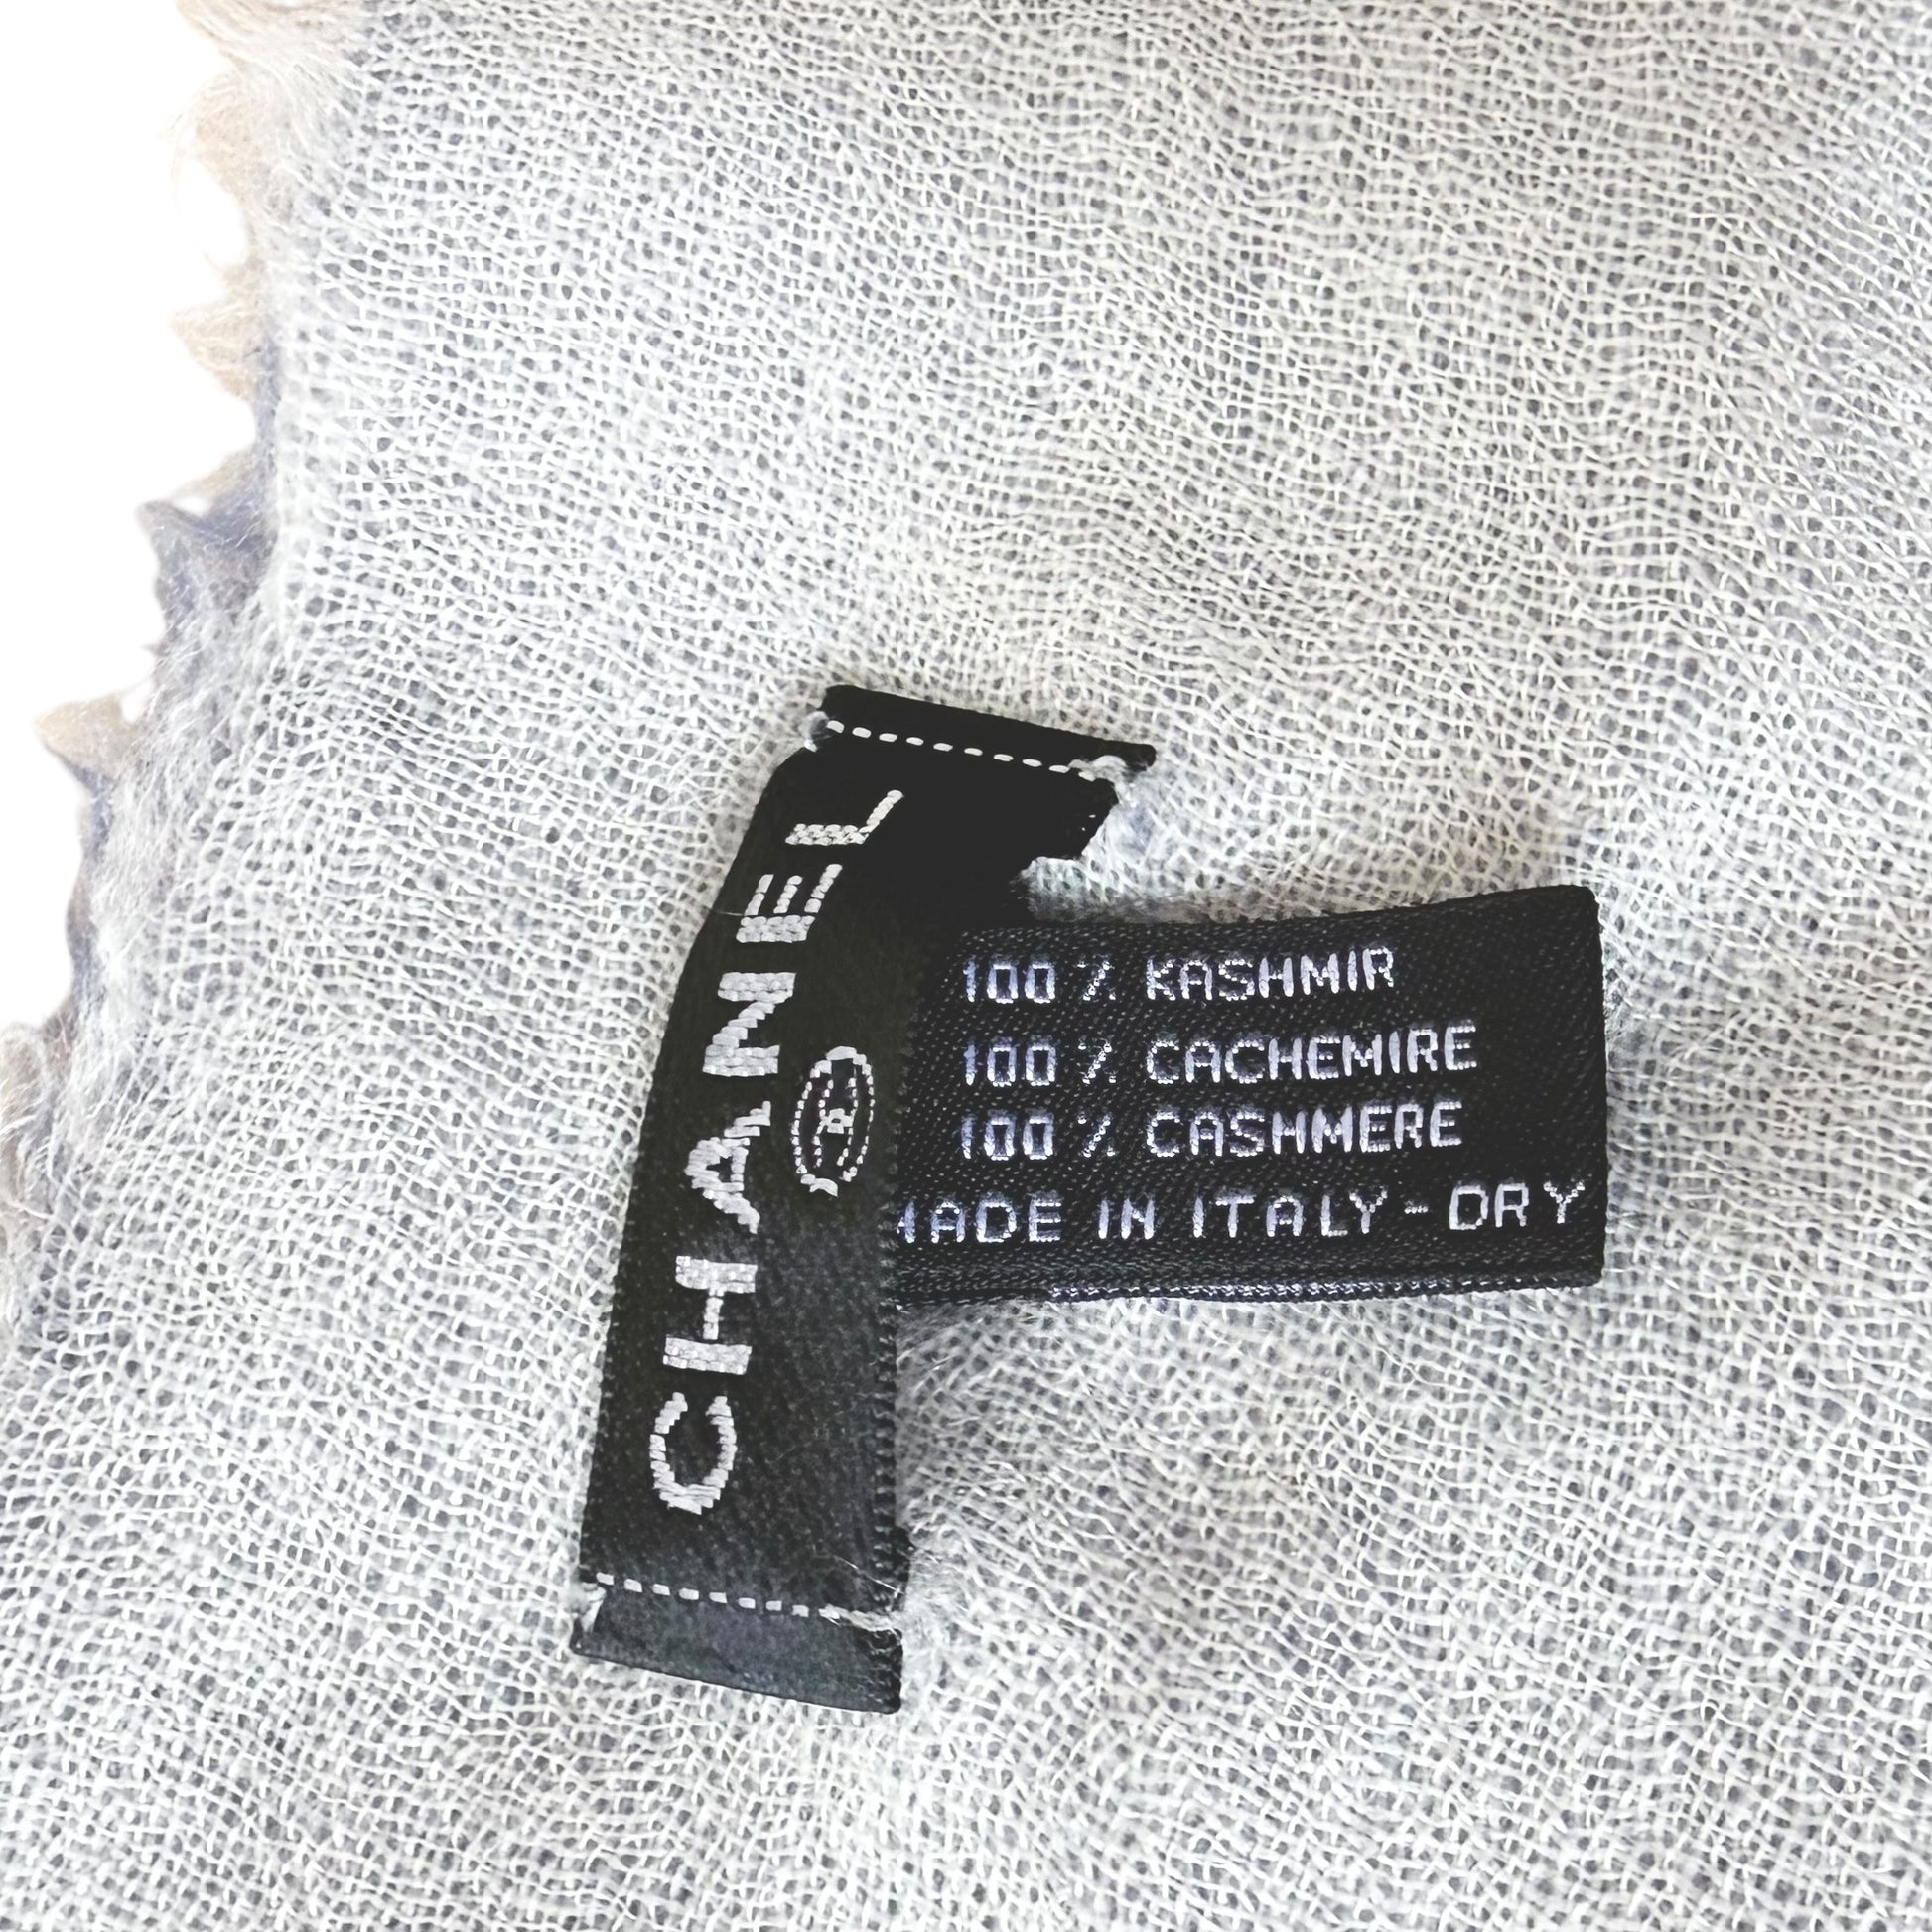 CHANEL
100 % KASHMIR
100 % CACHEMIRE
100 % CASHMERE
MADE IN ITALY - DRY